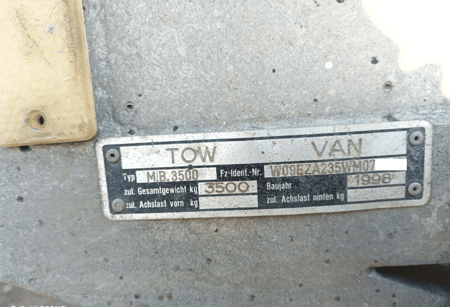 TOW VAN
Typ M.B.3500 Fz-Ident.-Nr. W09EZA235WM07
zul. Gesamtgewicht kg 3500 Baujahr 1998
zul. Achslast vorn kg zul. Achslast hinten kg